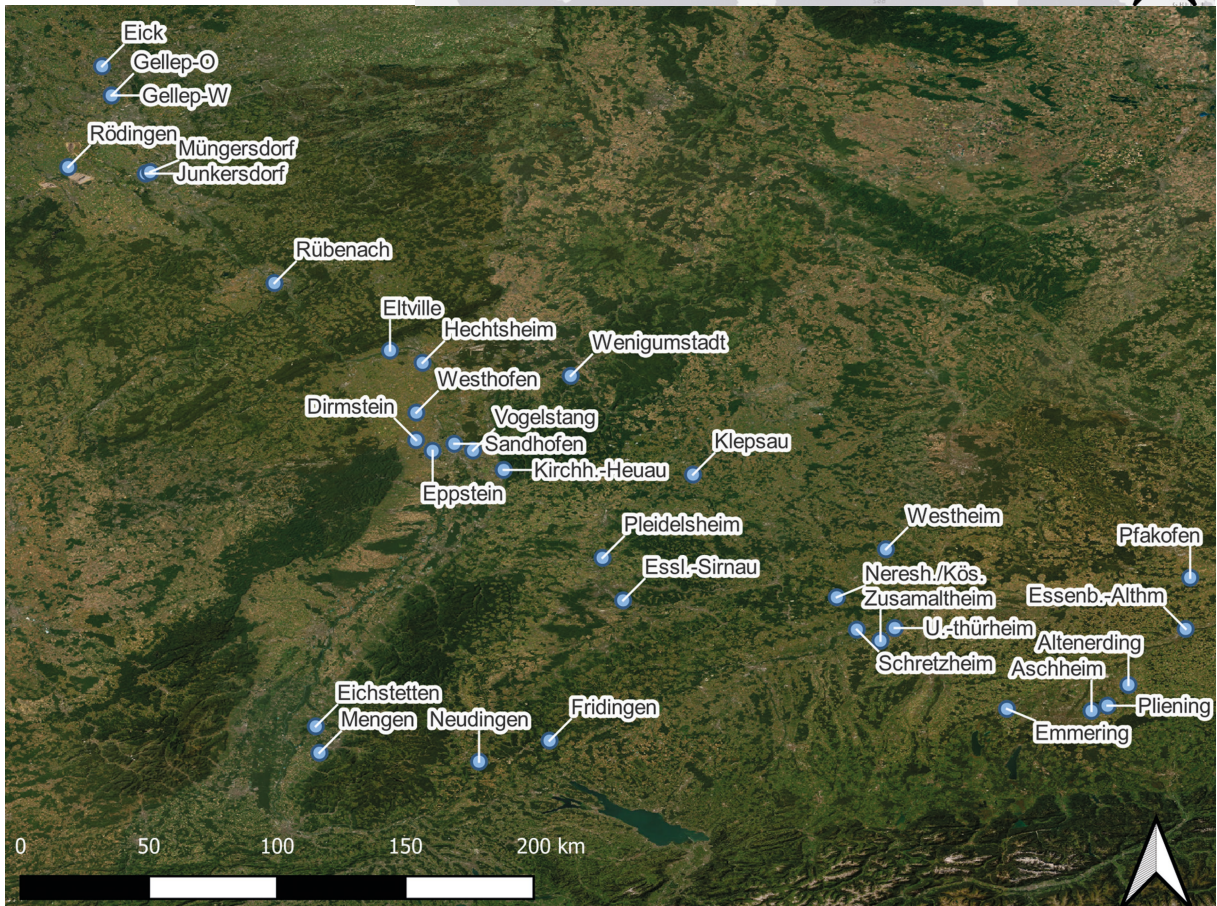 Eick
Gellep-O
Gellep-W
Rödingen
Müngersdorf
Junkersdorf
Rübenach
Eltville
Hechtsheim
Wenigumstadt
Westhofen
Dirmstein
Vogelstang
Sandhofen
Klepsau
Kirchh.-Heuau
Eppstein
Pleidelsheim
Westheim
Pfakofen
Essl.-Sirnau
Neresh./Kös.
Zusamaltheim
Essenb.-Althm
U.-thürheim
Altenerding
Schretzheim
Aschheim
Eichstetten
Mengen
Neudingen
Fridingen
Pliening
Emmering
0 50 100 150 200 km